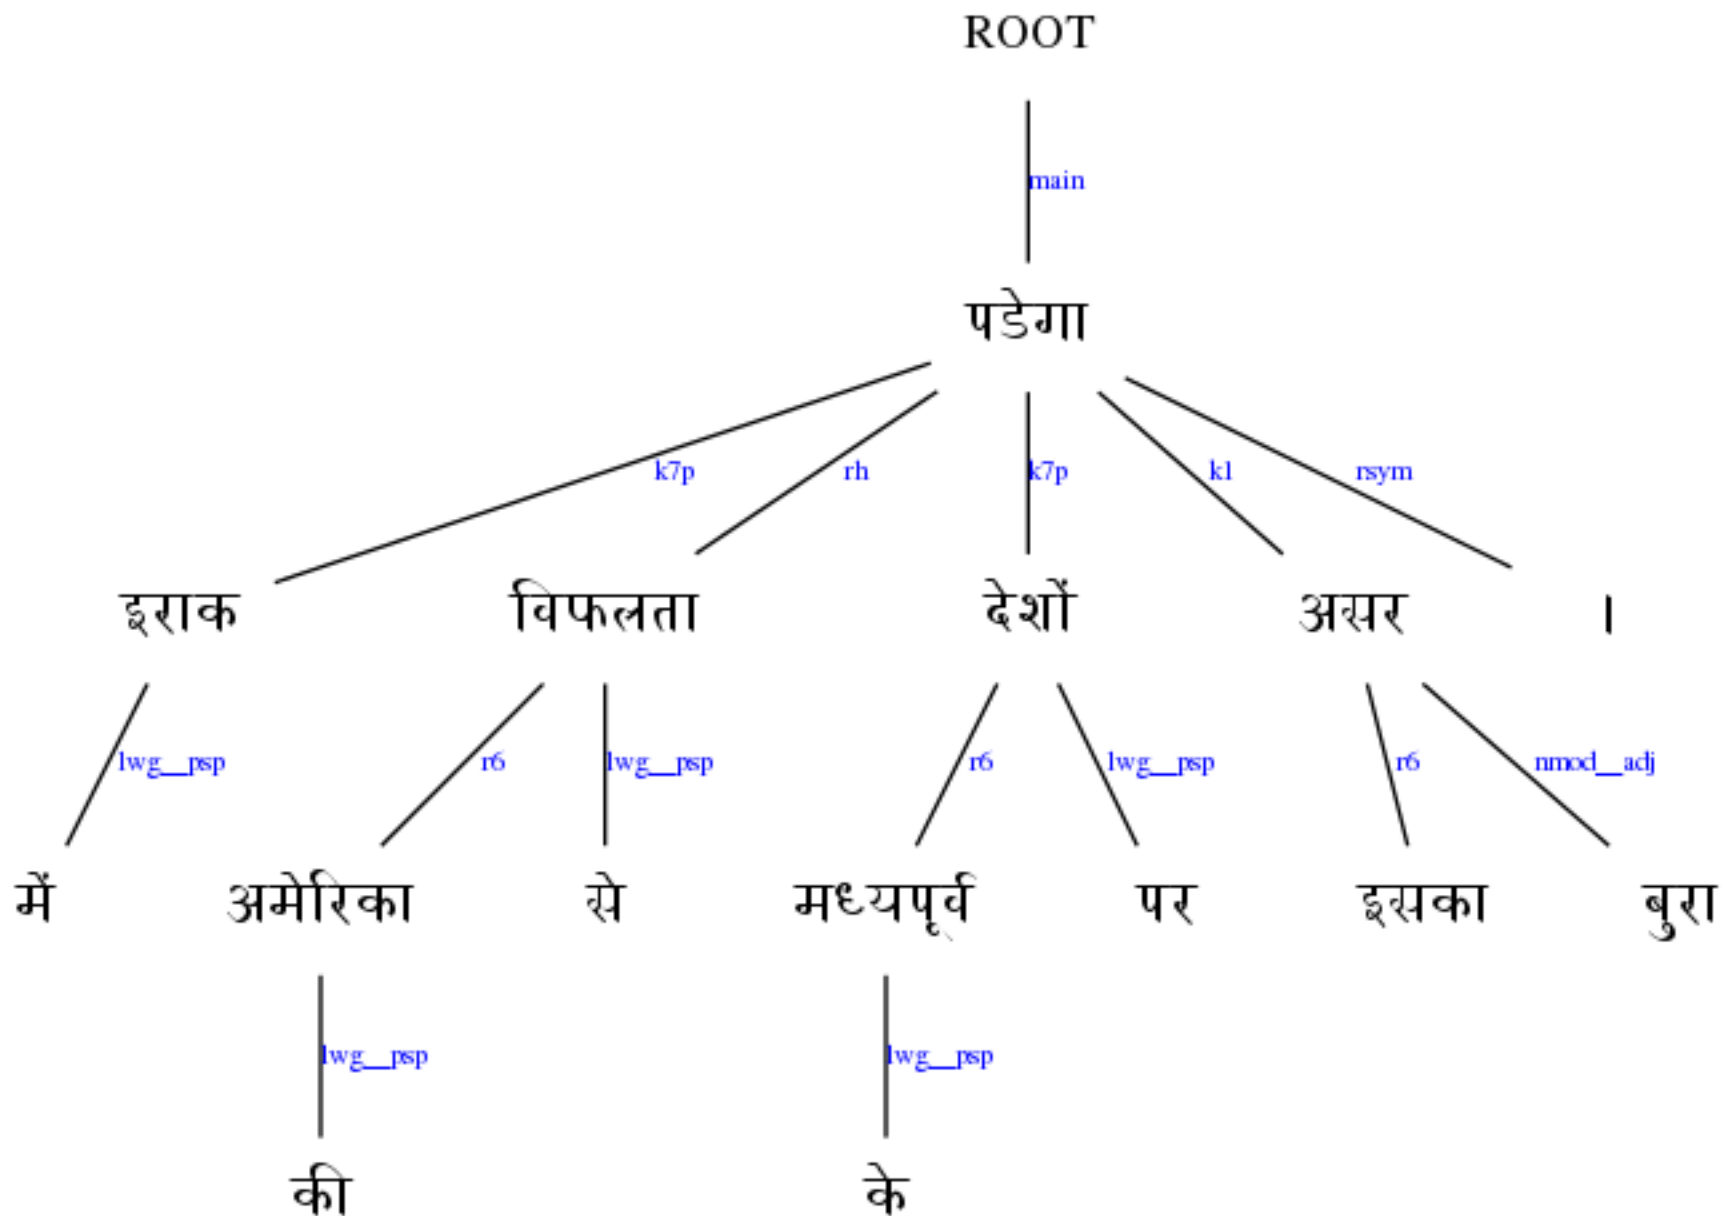 ROOT
main
पडेगा
k7p rh k7p k1 rsym
इराक विफलता देशों असर ।
lwg__psp r6 lwg__psp r6 lwg__psp r6 nmod__adj
में अमेरिका से मध्यपूर्व पर इसका बुरा
lwg__psp lwg__psp
की के